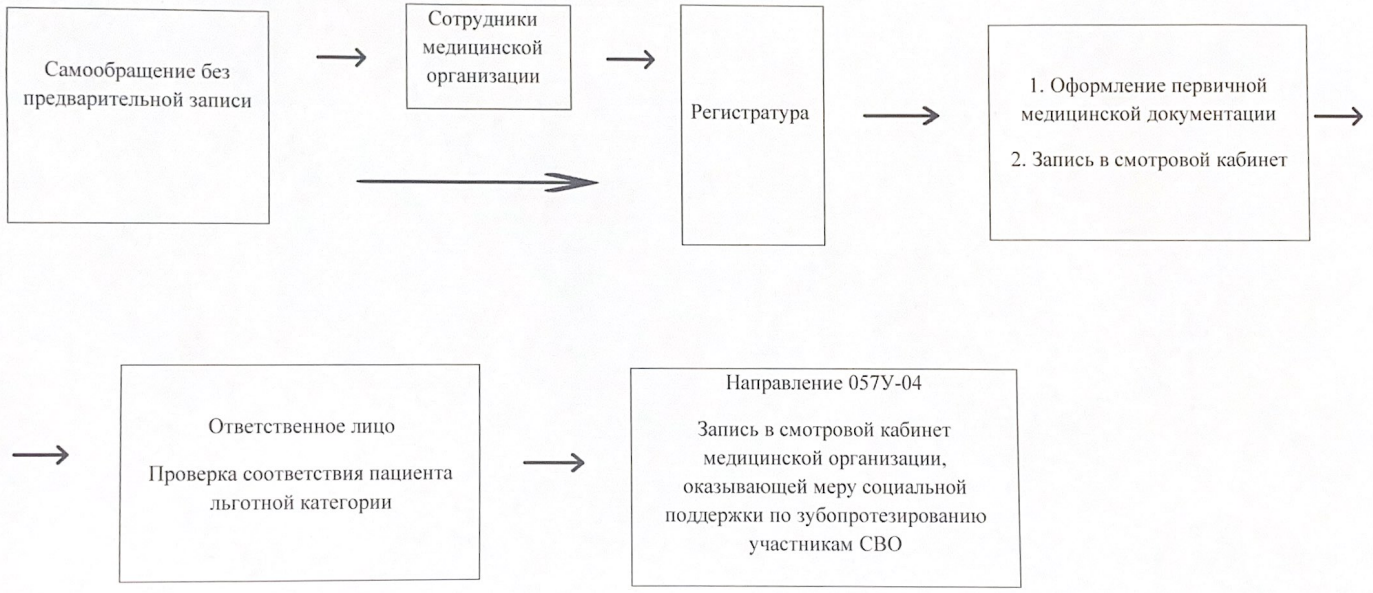 Самообращение без
предварительной записи
Сотрудники
медицинской
организации
Регистратура
1. Оформление первичной
медицинской документации
2. Запись в смотровой кабинет
Ответственное лицо
Проверка соответствия пациента
льготной категории
Направление 057У-04
Запись в смотровой кабинет
медицинской организации,
оказывающей меру социальной
поддержки по зубопротезированию
участникам СВО